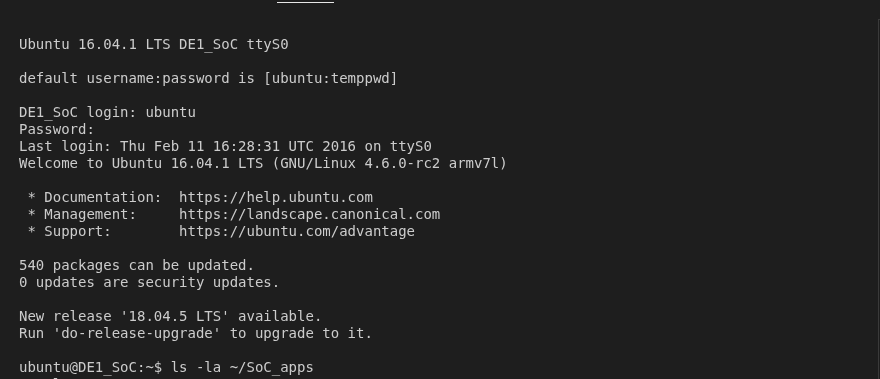 Ubuntu 16.04.1 LTS DE1_SoC ttyS0
default username:password is [ubuntu:temppwd]
DE1_SoC login: ubuntu
Password:
Last login: Thu Feb 11 16:28:31 UTC 2016 on ttyS0
Welcome to Ubuntu 16.04.1 LTS (GNU/Linux 4.6.0-rc2 armv7l)
* Documentation:  https://help.ubuntu.com
* Management:     https://landscape.canonical.com
* Support:        https://ubuntu.com/advantage
540 packages can be updated.
0 updates are security updates.
New release '18.04.5 LTS' available.
Run 'do-release-upgrade' to upgrade to it.
ubuntu@DE1_SoC:~$ ls -la ~/SoC_apps